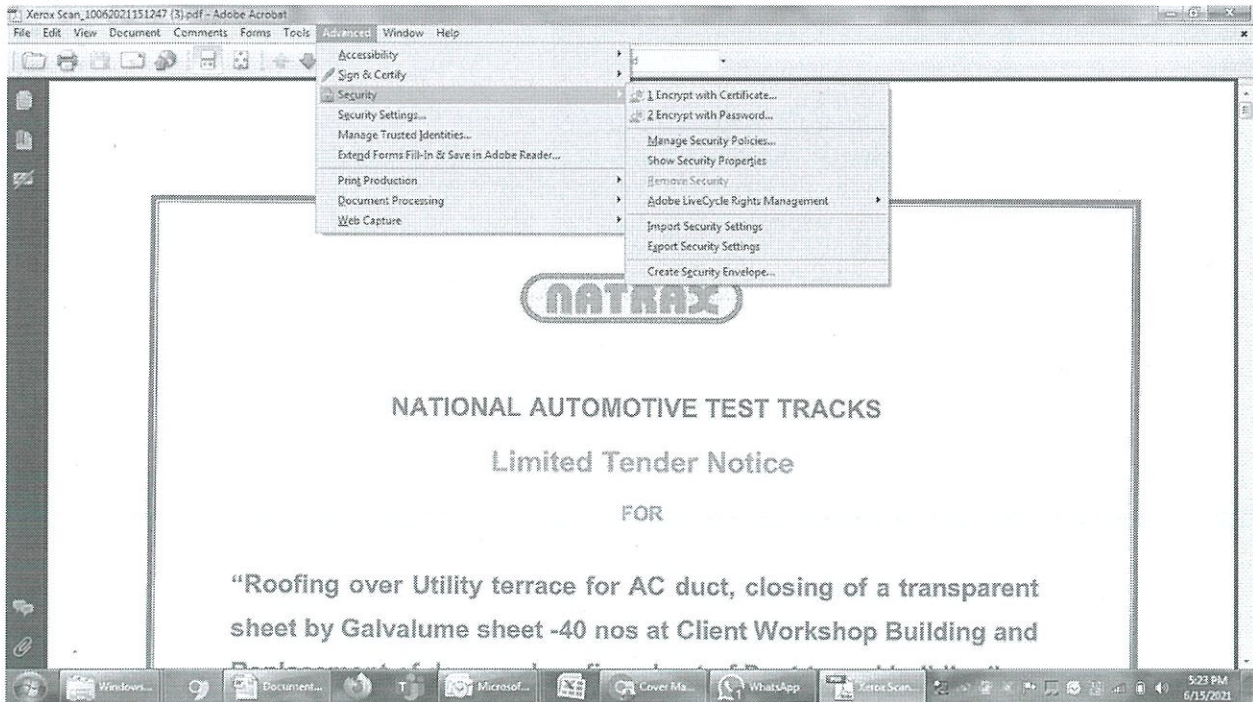 Xerox Scan_10062021151247 (3).pdf - Adobe Acrobat
File Edit View Document Comments Forms Tools Advanced Window Help
Accessibility
Sign & Certify
Security
Security Settings...
Manage Trusted Identities...
Extend Forms Fill-In & Save in Adobe Reader...
Print Production
Document Processing
Web Capture
1 Encrypt with Certificate...
2 Encrypt with Password...
Manage Security Policies...
Show Security Properties
Remove Security
Adobe LiveCycle Rights Management
Import Security Settings
Export Security Settings
Create Security Envelope...
NATRAX
NATIONAL AUTOMOTIVE TEST TRACKS
Limited Tender Notice
FOR
“Roofing over Utility terrace for AC duct, closing of a transparent
sheet by Galvalume sheet -40 nos at Client Workshop Building and
Windows... Document... Microsof... Cover Ma... WhatsApp Xerox Scan... 5:23 PM
6/15/2021